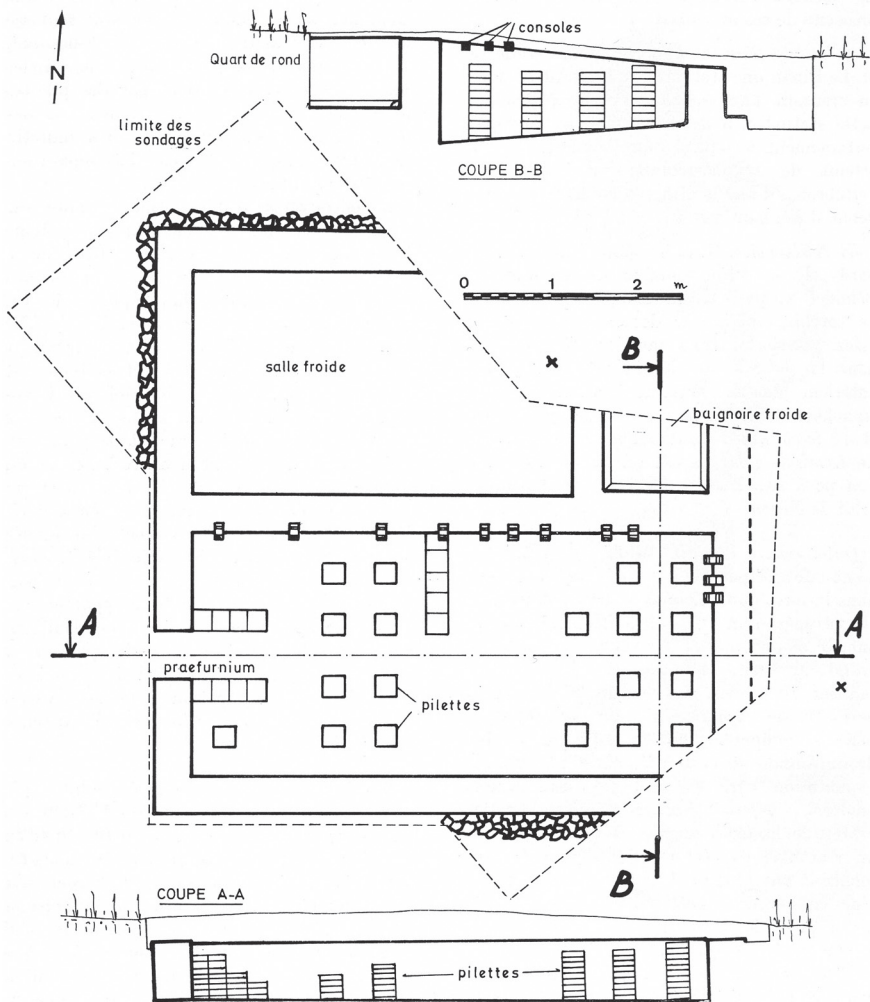 consoles
Quart de rond
N
limite des
sondages
COUPE B-B
0 1 2 m
B
salle froide
baignoire froide
A
A
praefurnium
pilettes
B
COUPE A-A
pilettes